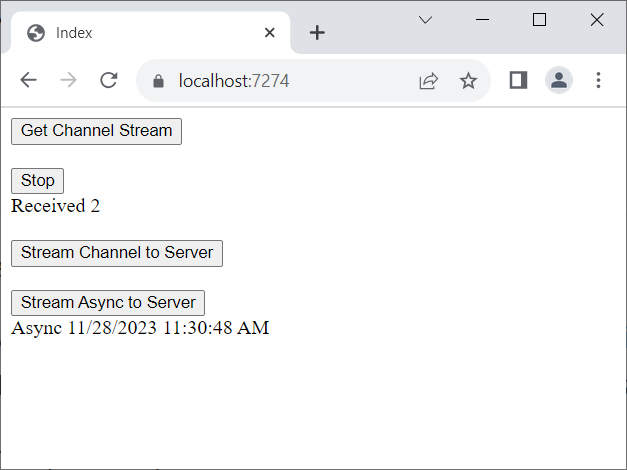 Index
localhost:7274
Get Channel Stream
Stop
Received 2
Stream Channel to Server
Stream Async to Server
Async 11/28/2023 11:30:48 AM